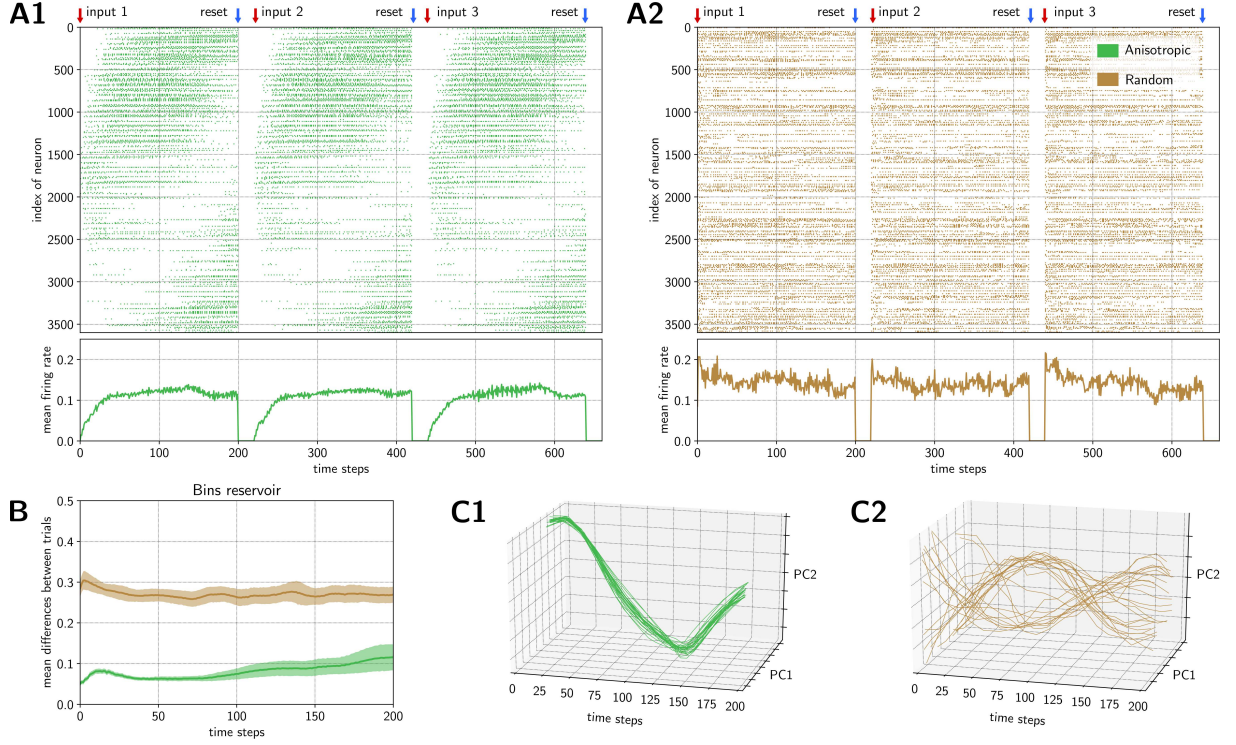 A1
input 1
reset
input 2
reset
input 3
reset
0
500
1000
1500
2000
2500
3000
3500
index of neuron
0.2
0.1
0.0
mean firing rate
0
100
200
300
400
500
600
time steps
A2
input 1
reset
input 2
reset
input 3
reset
Anisotropic
Random
0
500
1000
1500
2000
2500
3000
3500
index of neuron
0.2
0.1
0.0
mean firing rate
0
100
200
300
400
500
600
time steps
B
Bins reservoir
0.5
0.4
0.3
0.2
0.1
0.0
mean differences between trials
0
50
100
150
200
time steps
C1
PC2
PC1
0
25
50
75
100
125
150
175
200
time steps
C2
PC2
PC1
0
25
50
75
100
125
150
175
200
time steps